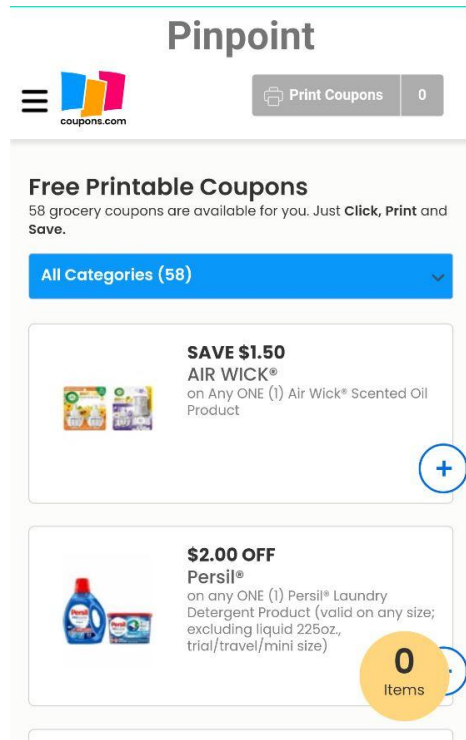 Pinpoint
coupons.com
Print Coupons 0
Free Printable Coupons
58 grocery coupons are available for you. Just Click, Print and
Save.
All Categories (58)
SAVE $1.50
AIR WICK®
on Any ONE (1) Air Wick® Scented Oil
Product
+
$2.00 OFF
Persil®
on any ONE (1) Persil® Laundry
Detergent Product (valid on any size;
excluding liquid 225oz.,
trial/travel/mini size)
Persil
0
Items